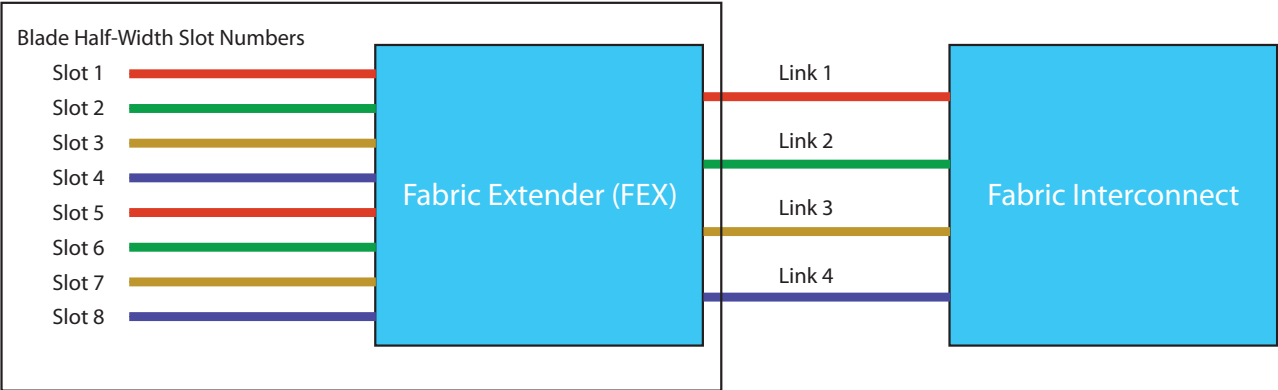 Blade Half-Width Slot Numbers
Slot 1
Slot 2
Slot 3
Slot 4
Slot 5
Slot 6
Slot 7
Slot 8
Fabric Extender (FEX)
Link 1
Link 2
Link 3
Link 4
Fabric Interconnect